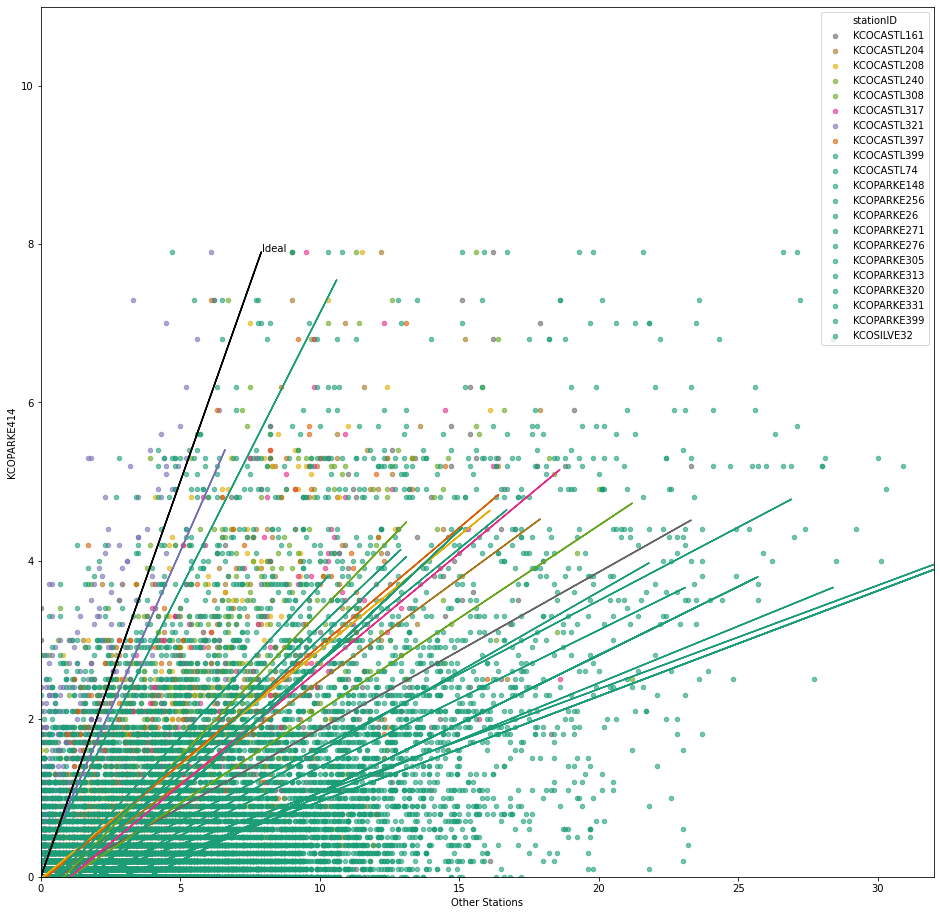 stationID
KCOCASTL161
KCOCASTL204
KCOCASTL208
KCOCASTL240
KCOCASTL308
KCOCASTL317
KCOCASTL321
KCOCASTL397
KCOCASTL399
KCOCASTL74
KCOPARKE148
KCOPARKE256
KCOPARKE26
KCOPARKE271
KCOPARKE276
KCOPARKE305
KCOPARKE313
KCOPARKE320
KCOPARKE331
KCOPARKE399
KCOSILVE32
10
8
Ideal
6
KCOPARKE414
4
2
0
0 5 10 15 20 25 30
Other Stations